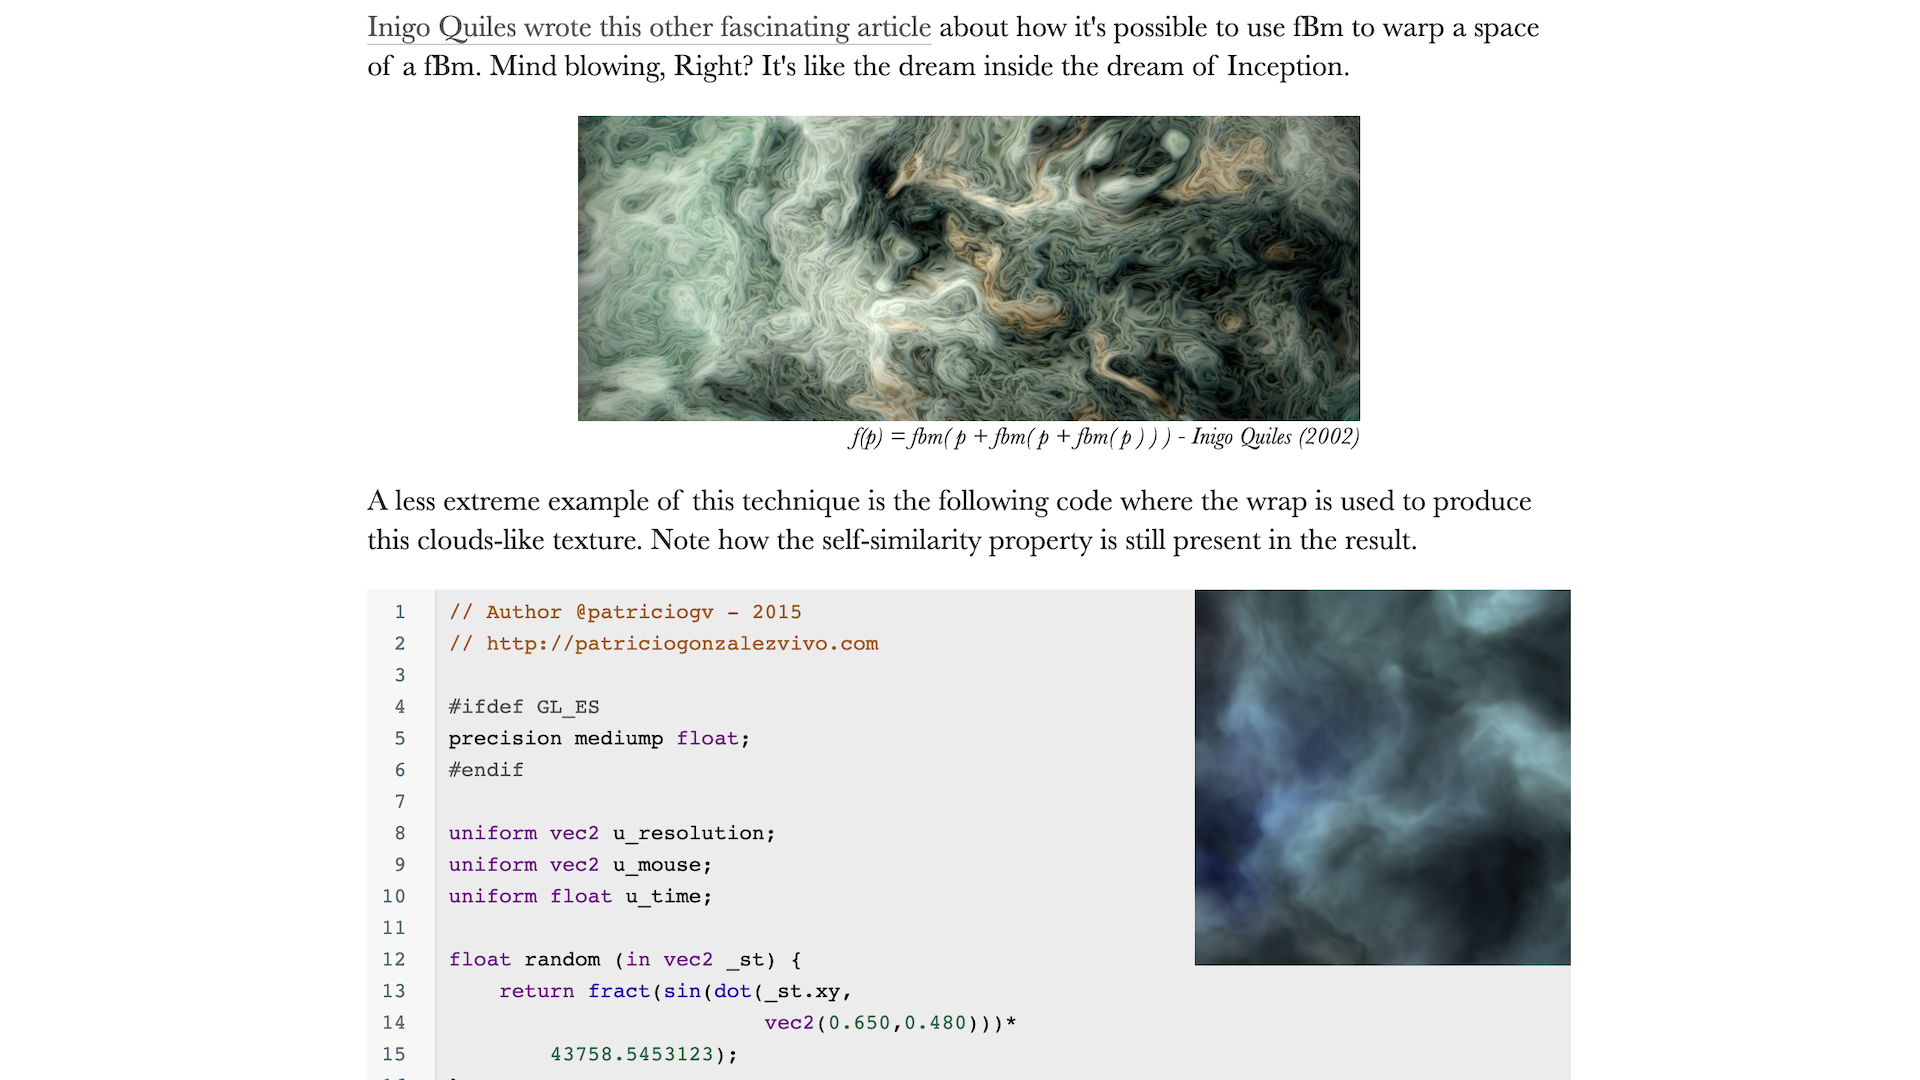 Inigo Quiles wrote this other fascinating article about how it's possible to use fBm to warp a space
of a fBm. Mind blowing, Right? It's like the dream inside the dream of Inception.
f(p) = fbm( p + fbm( p + fbm( p ) ) ) - Inigo Quiles (2002)
A less extreme example of this technique is the following code where the wrap is used to produce
this clouds-like texture. Note how the self-similarity property is still present in the result.
1 // Author @patriciogv - 2015
2 // http://patriciogonzalezvivo.com
3
4 #ifdef GL_ES
5 precision mediump float;
6 #endif
7
8 uniform vec2 u_resolution;
9 uniform vec2 u_mouse;
10 uniform float u_time;
11
12 float random (in vec2 _st) {
13 return fract(sin(dot(_st.xy,
14 vec2(0.650,0.480)))*
15 43758.5453123);